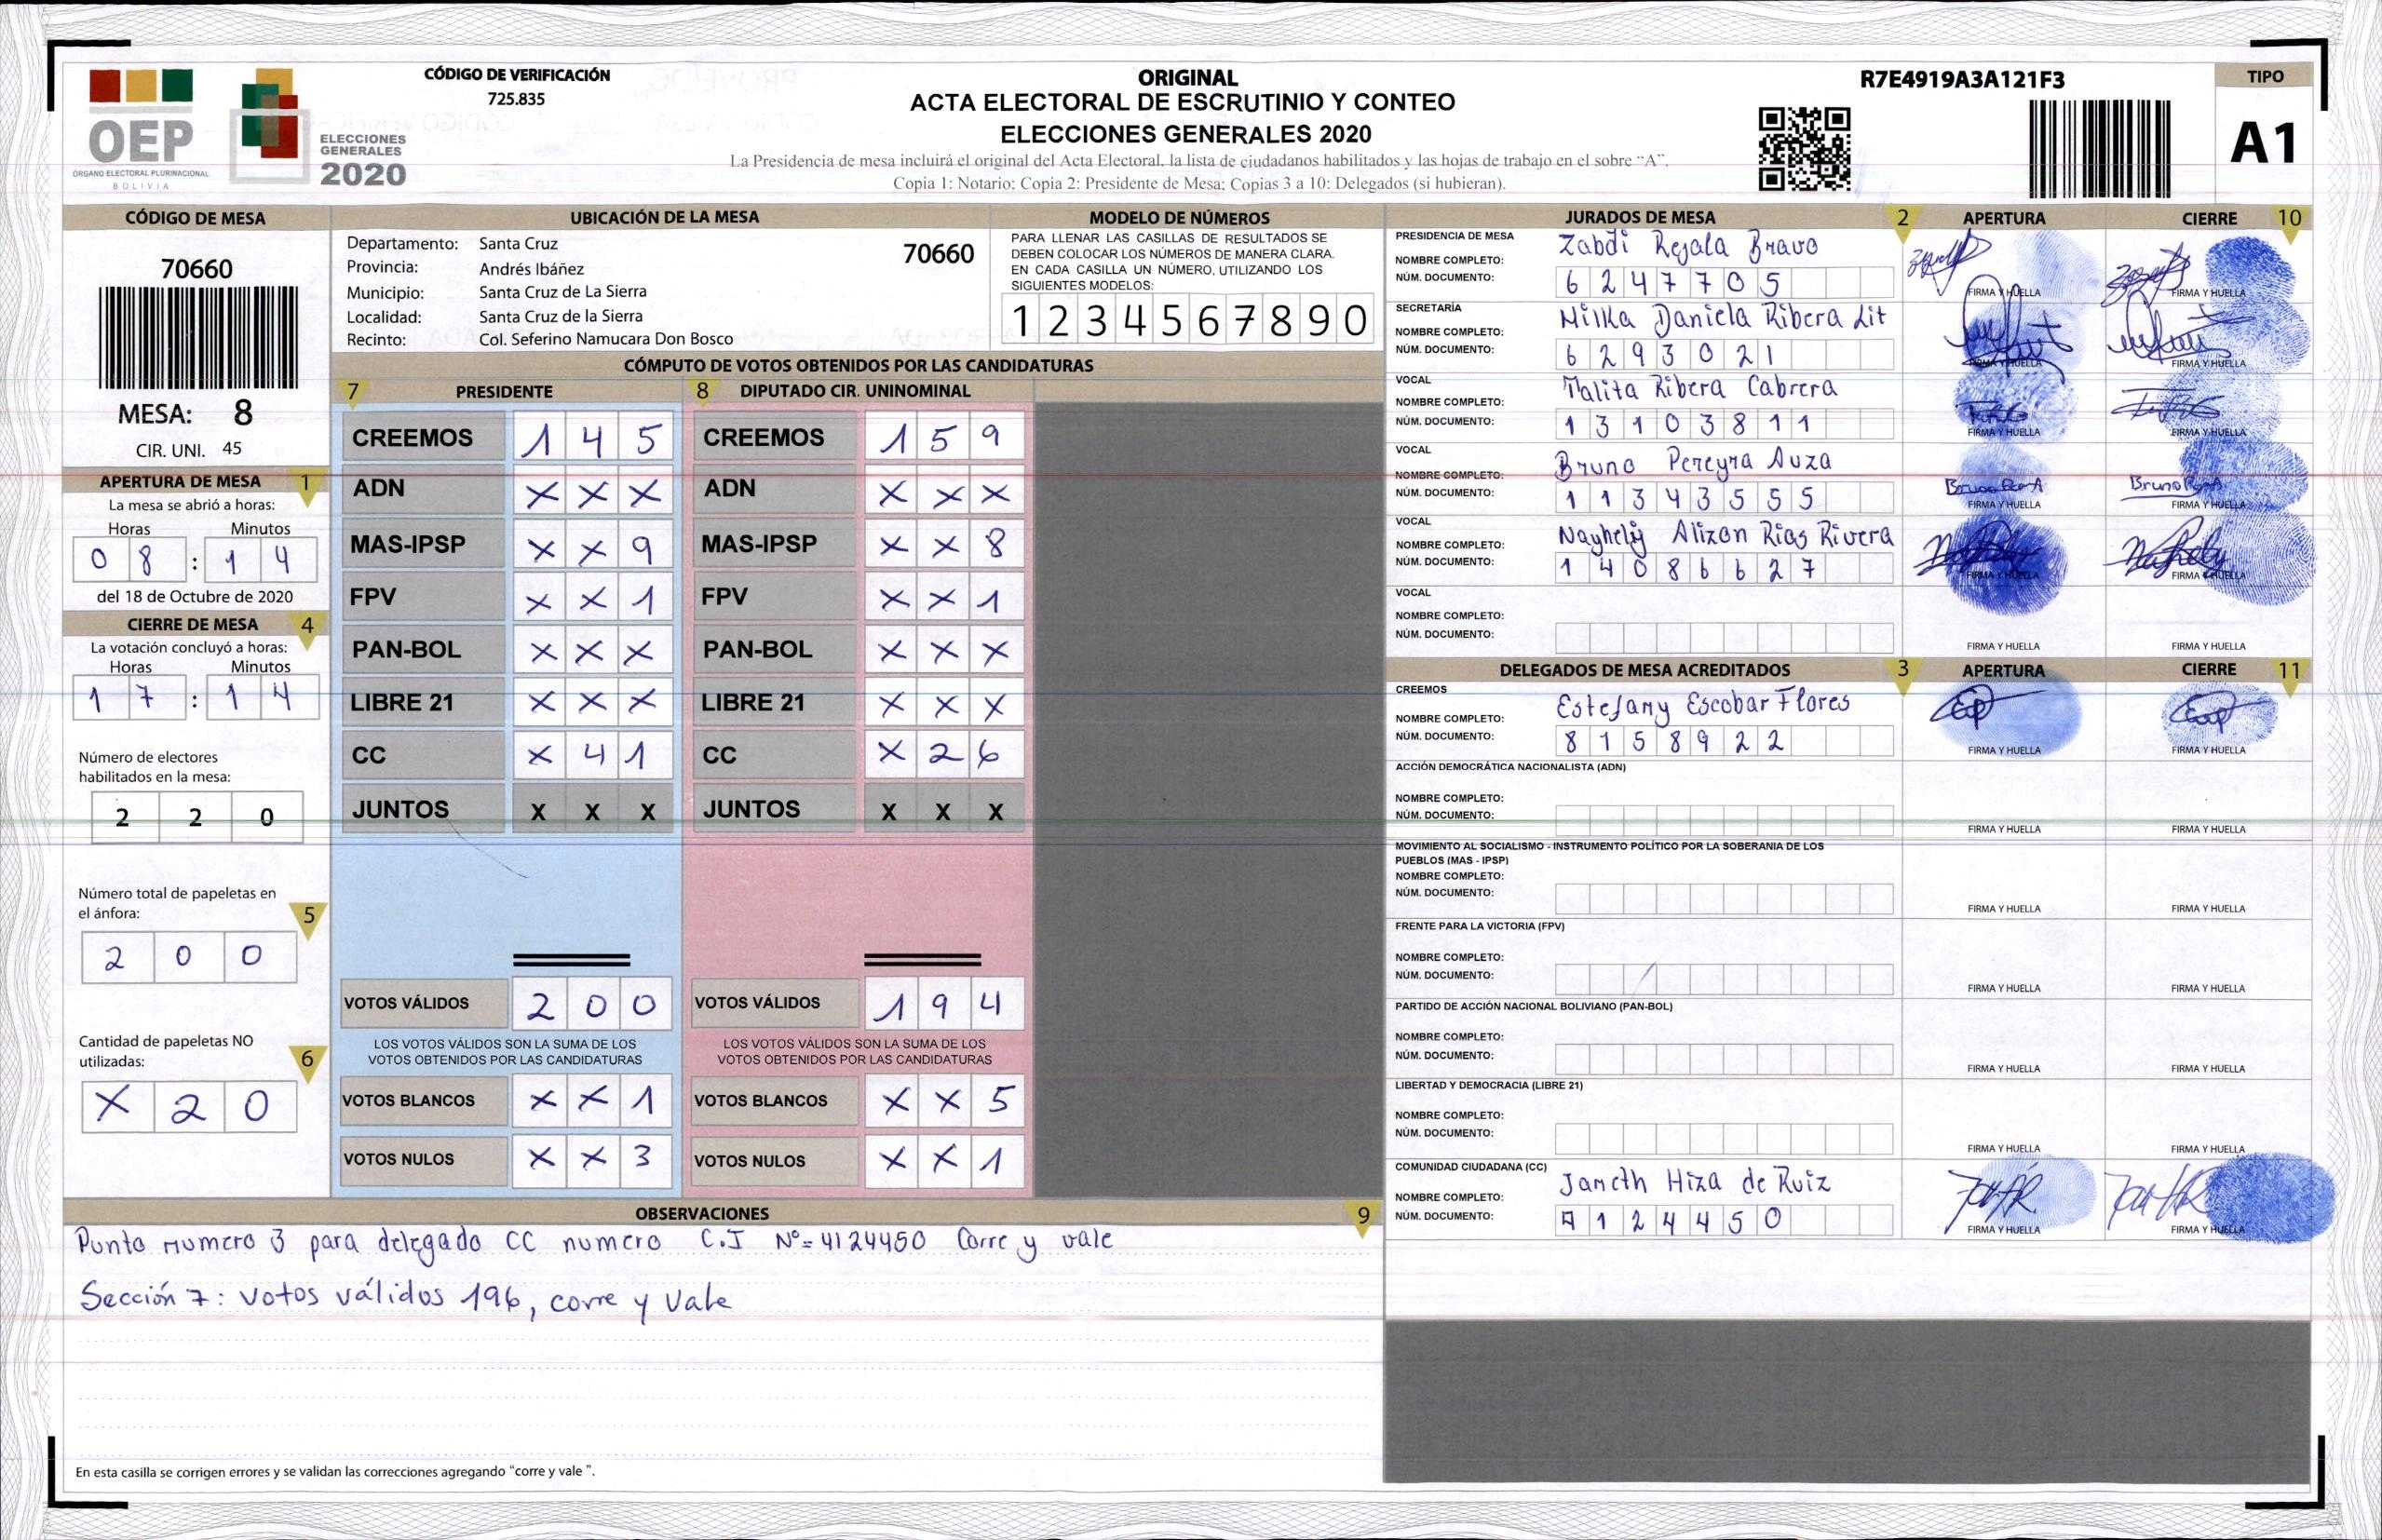 OEP
ÓRGANO ELECTORAL PLURINACIONAL
BOLIVIA
ELECCIONES
GENERALES
2020
CÓDIGO DE VERIFICACIÓN
725.835
ORIGINAL
ACTA ELECTORAL DE ESCRUTINIO Y CONTEO
ELECCIONES GENERALES 2020
La Presidencia de mesa incluirá el original del Acta Electoral, la lista de ciudadanos habilitados y las hojas de trabajo en el sobre "A".
Copia 1: Notario; Copia 2: Presidente de Mesa; Copias 3 a 10: Delegados (si hubieran).
R7E4919A3A121F3
TIPO
A1
CÓDIGO DE MESA
70660
MESA: 8
CIR. UNI. 45
APERTURA DE MESA 1
La mesa se abrió a horas:
Horas Minutos
0 8 : 1 4
del 18 de Octubre de 2020
CIERRE DE MESA 4
La votación concluyó a horas:
Horas Minutos
1 7 : 1 4
Número de electores
habilitados en la mesa:
2 2 0
Número total de papeletas en
el ánfora: 5
2 0 0
Cantidad de papeletas NO
utilizadas: 6
X 2 0
UBICACIÓN DE LA MESA
Departamento: Santa Cruz 70660
Provincia: Andrés Ibáñez
Municipio: Santa Cruz de La Sierra
Localidad: Santa Cruz de la Sierra
Recinto: Col. Seferino Namucara Don Bosco
MODELO DE NÚMEROS
PARA LLENAR LAS CASILLAS DE RESULTADOS SE
DEBEN COLOCAR LOS NÚMEROS DE MANERA CLARA.
EN CADA CASILLA UN NÚMERO, UTILIZANDO LOS
SIGUIENTES MODELOS:
1 2 3 4 5 6 7 8 9 0
CÓMPUTO DE VOTOS OBTENIDOS POR LAS CANDIDATURAS
7 PRESIDENTE 8 DIPUTADO CIR. UNINOMINAL
CREEMOS 1 4 5 CREEMOS 1 5 9
ADN X X X ADN X X X
MAS-IPSP X X 9 MAS-IPSP X X 8
FPV X X 1 FPV X X 1
PAN-BOL X X X PAN-BOL X X X
LIBRE 21 X X X LIBRE 21 X X X
CC X 4 1 CC X 2 6
JUNTOS X X X JUNTOS X X X
VOTOS VÁLIDOS 2 0 0 VOTOS VÁLIDOS 1 9 4
LOS VOTOS VÁLIDOS SON LA SUMA DE LOS LOS VOTOS VÁLIDOS SON LA SUMA DE LOS
VOTOS OBTENIDOS POR LAS CANDIDATURAS VOTOS OBTENIDOS POR LAS CANDIDATURAS
VOTOS BLANCOS X X 1 VOTOS BLANCOS X X 5
VOTOS NULOS X X 3 VOTOS NULOS X X 1
OBSERVACIONES 9
Punto numero 3 para delegado CC numero C.I Nº=4124450 Corre y vale
Sección 7: votos válidos 196, corre y vale
En esta casilla se corrigen errores y se validan las correcciones agregando "corre y vale ".
JURADOS DE MESA 2 APERTURA CIERRE 10
PRESIDENCIA DE MESA
NOMBRE COMPLETO: Zabdi Rejala Bravo
NÚM. DOCUMENTO: 6 2 4 7 7 0 5
FIRMA Y HUELLA FIRMA Y HUELLA
SECRETARÍA
NOMBRE COMPLETO: Milka Daniela Ribera Lit
NÚM. DOCUMENTO: 6 2 9 3 0 2 1
FIRMA Y HUELLA FIRMA Y HUELLA
VOCAL
NOMBRE COMPLETO: Talita Ribera Cabrera
NÚM. DOCUMENTO: 1 3 1 0 3 8 1 1
FIRMA Y HUELLA FIRMA Y HUELLA
VOCAL
NOMBRE COMPLETO: Bruno Pereyra Auza
NÚM. DOCUMENTO: 1 1 3 4 3 5 5 5
FIRMA Y HUELLA FIRMA Y HUELLA
VOCAL
NOMBRE COMPLETO: Nayhely Alizon Rias Rivera
NÚM. DOCUMENTO: 1 4 0 8 6 6 2 7
FIRMA Y HUELLA FIRMA Y HUELLA
VOCAL
NOMBRE COMPLETO:
NÚM. DOCUMENTO:
FIRMA Y HUELLA FIRMA Y HUELLA
DELEGADOS DE MESA ACREDITADOS 3 APERTURA CIERRE 11
CREEMOS
NOMBRE COMPLETO: Estefany Escobar Flores
NÚM. DOCUMENTO: 8 1 5 8 9 2 2
FIRMA Y HUELLA FIRMA Y HUELLA
ACCIÓN DEMOCRÁTICA NACIONALISTA (ADN)
NOMBRE COMPLETO:
NÚM. DOCUMENTO:
FIRMA Y HUELLA FIRMA Y HUELLA
MOVIMIENTO AL SOCIALISMO - INSTRUMENTO POLÍTICO POR LA SOBERANIA DE LOS
PUEBLOS (MAS - IPSP)
NOMBRE COMPLETO:
NÚM. DOCUMENTO:
FIRMA Y HUELLA FIRMA Y HUELLA
FRENTE PARA LA VICTORIA (FPV)
NOMBRE COMPLETO:
NÚM. DOCUMENTO:
FIRMA Y HUELLA FIRMA Y HUELLA
PARTIDO DE ACCIÓN NACIONAL BOLIVIANO (PAN-BOL)
NOMBRE COMPLETO:
NÚM. DOCUMENTO:
FIRMA Y HUELLA FIRMA Y HUELLA
LIBERTAD Y DEMOCRACIA (LIBRE 21)
NOMBRE COMPLETO:
NÚM. DOCUMENTO:
FIRMA Y HUELLA FIRMA Y HUELLA
COMUNIDAD CIUDADANA (CC)
NOMBRE COMPLETO: Janeth Hiza de Ruiz
NÚM. DOCUMENTO: 1 2 4 4 5 0
FIRMA Y HUELLA FIRMA Y HUELLA